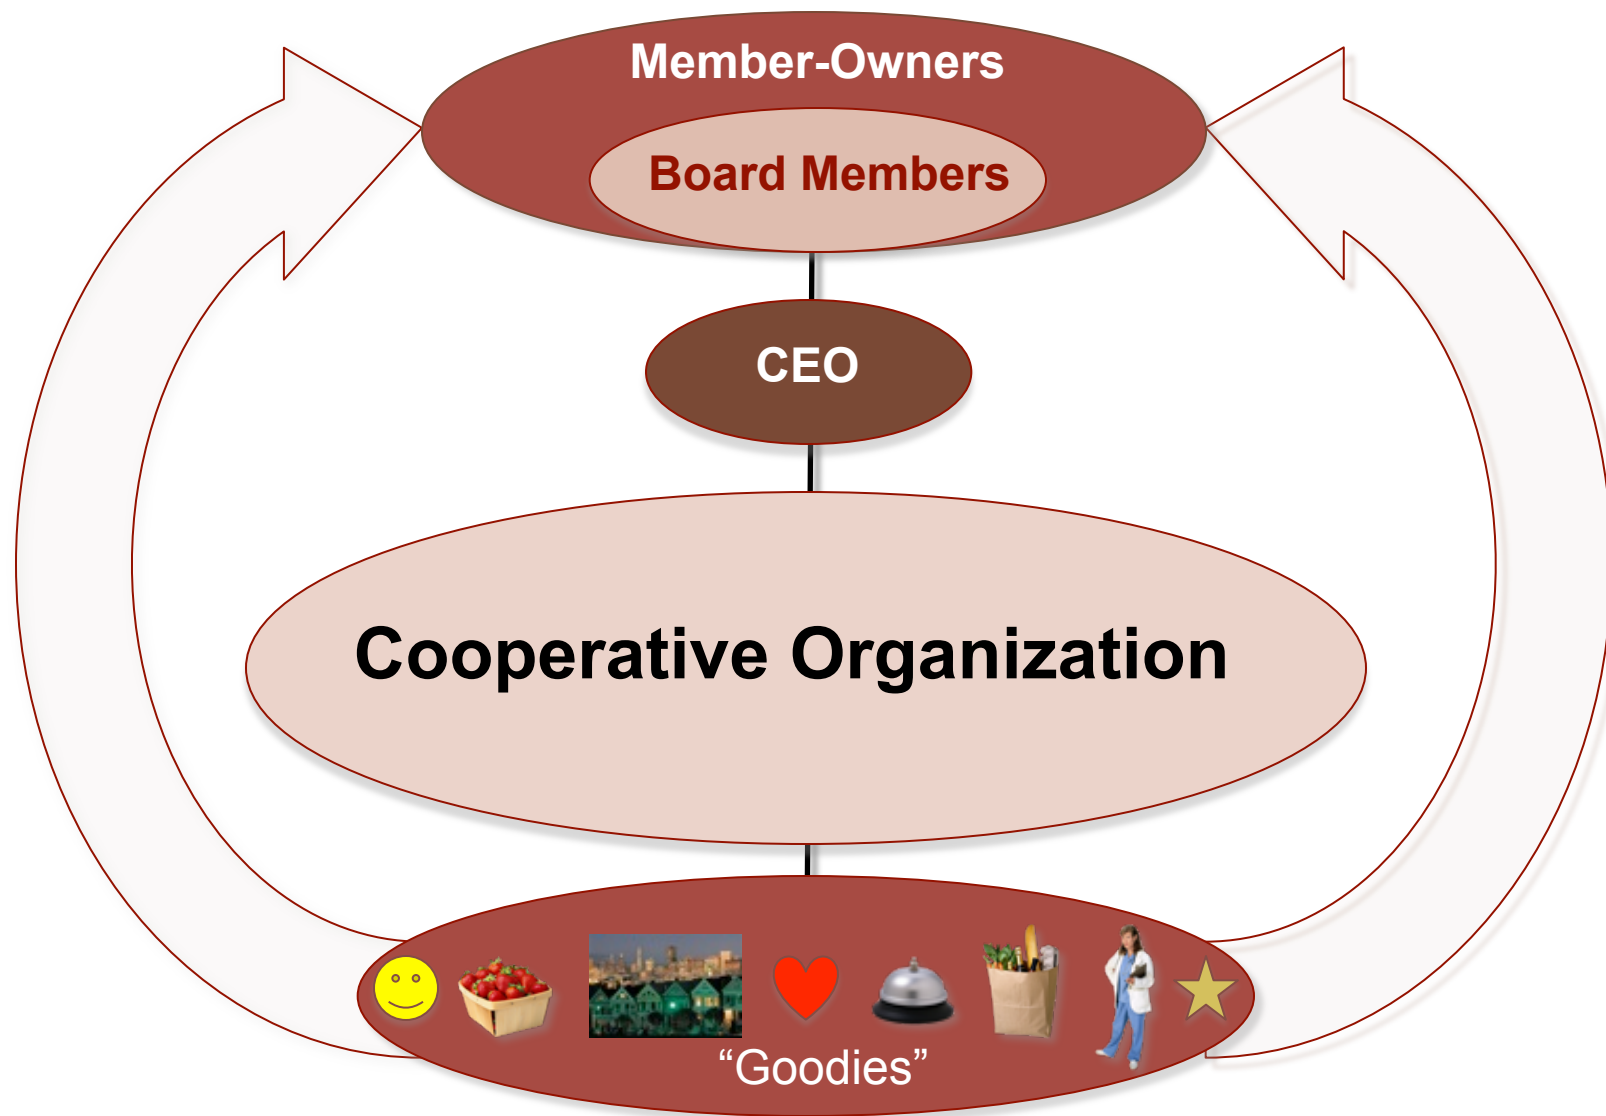 Member-Owners
Board Members
CEO
Cooperative Organization
“Goodies”